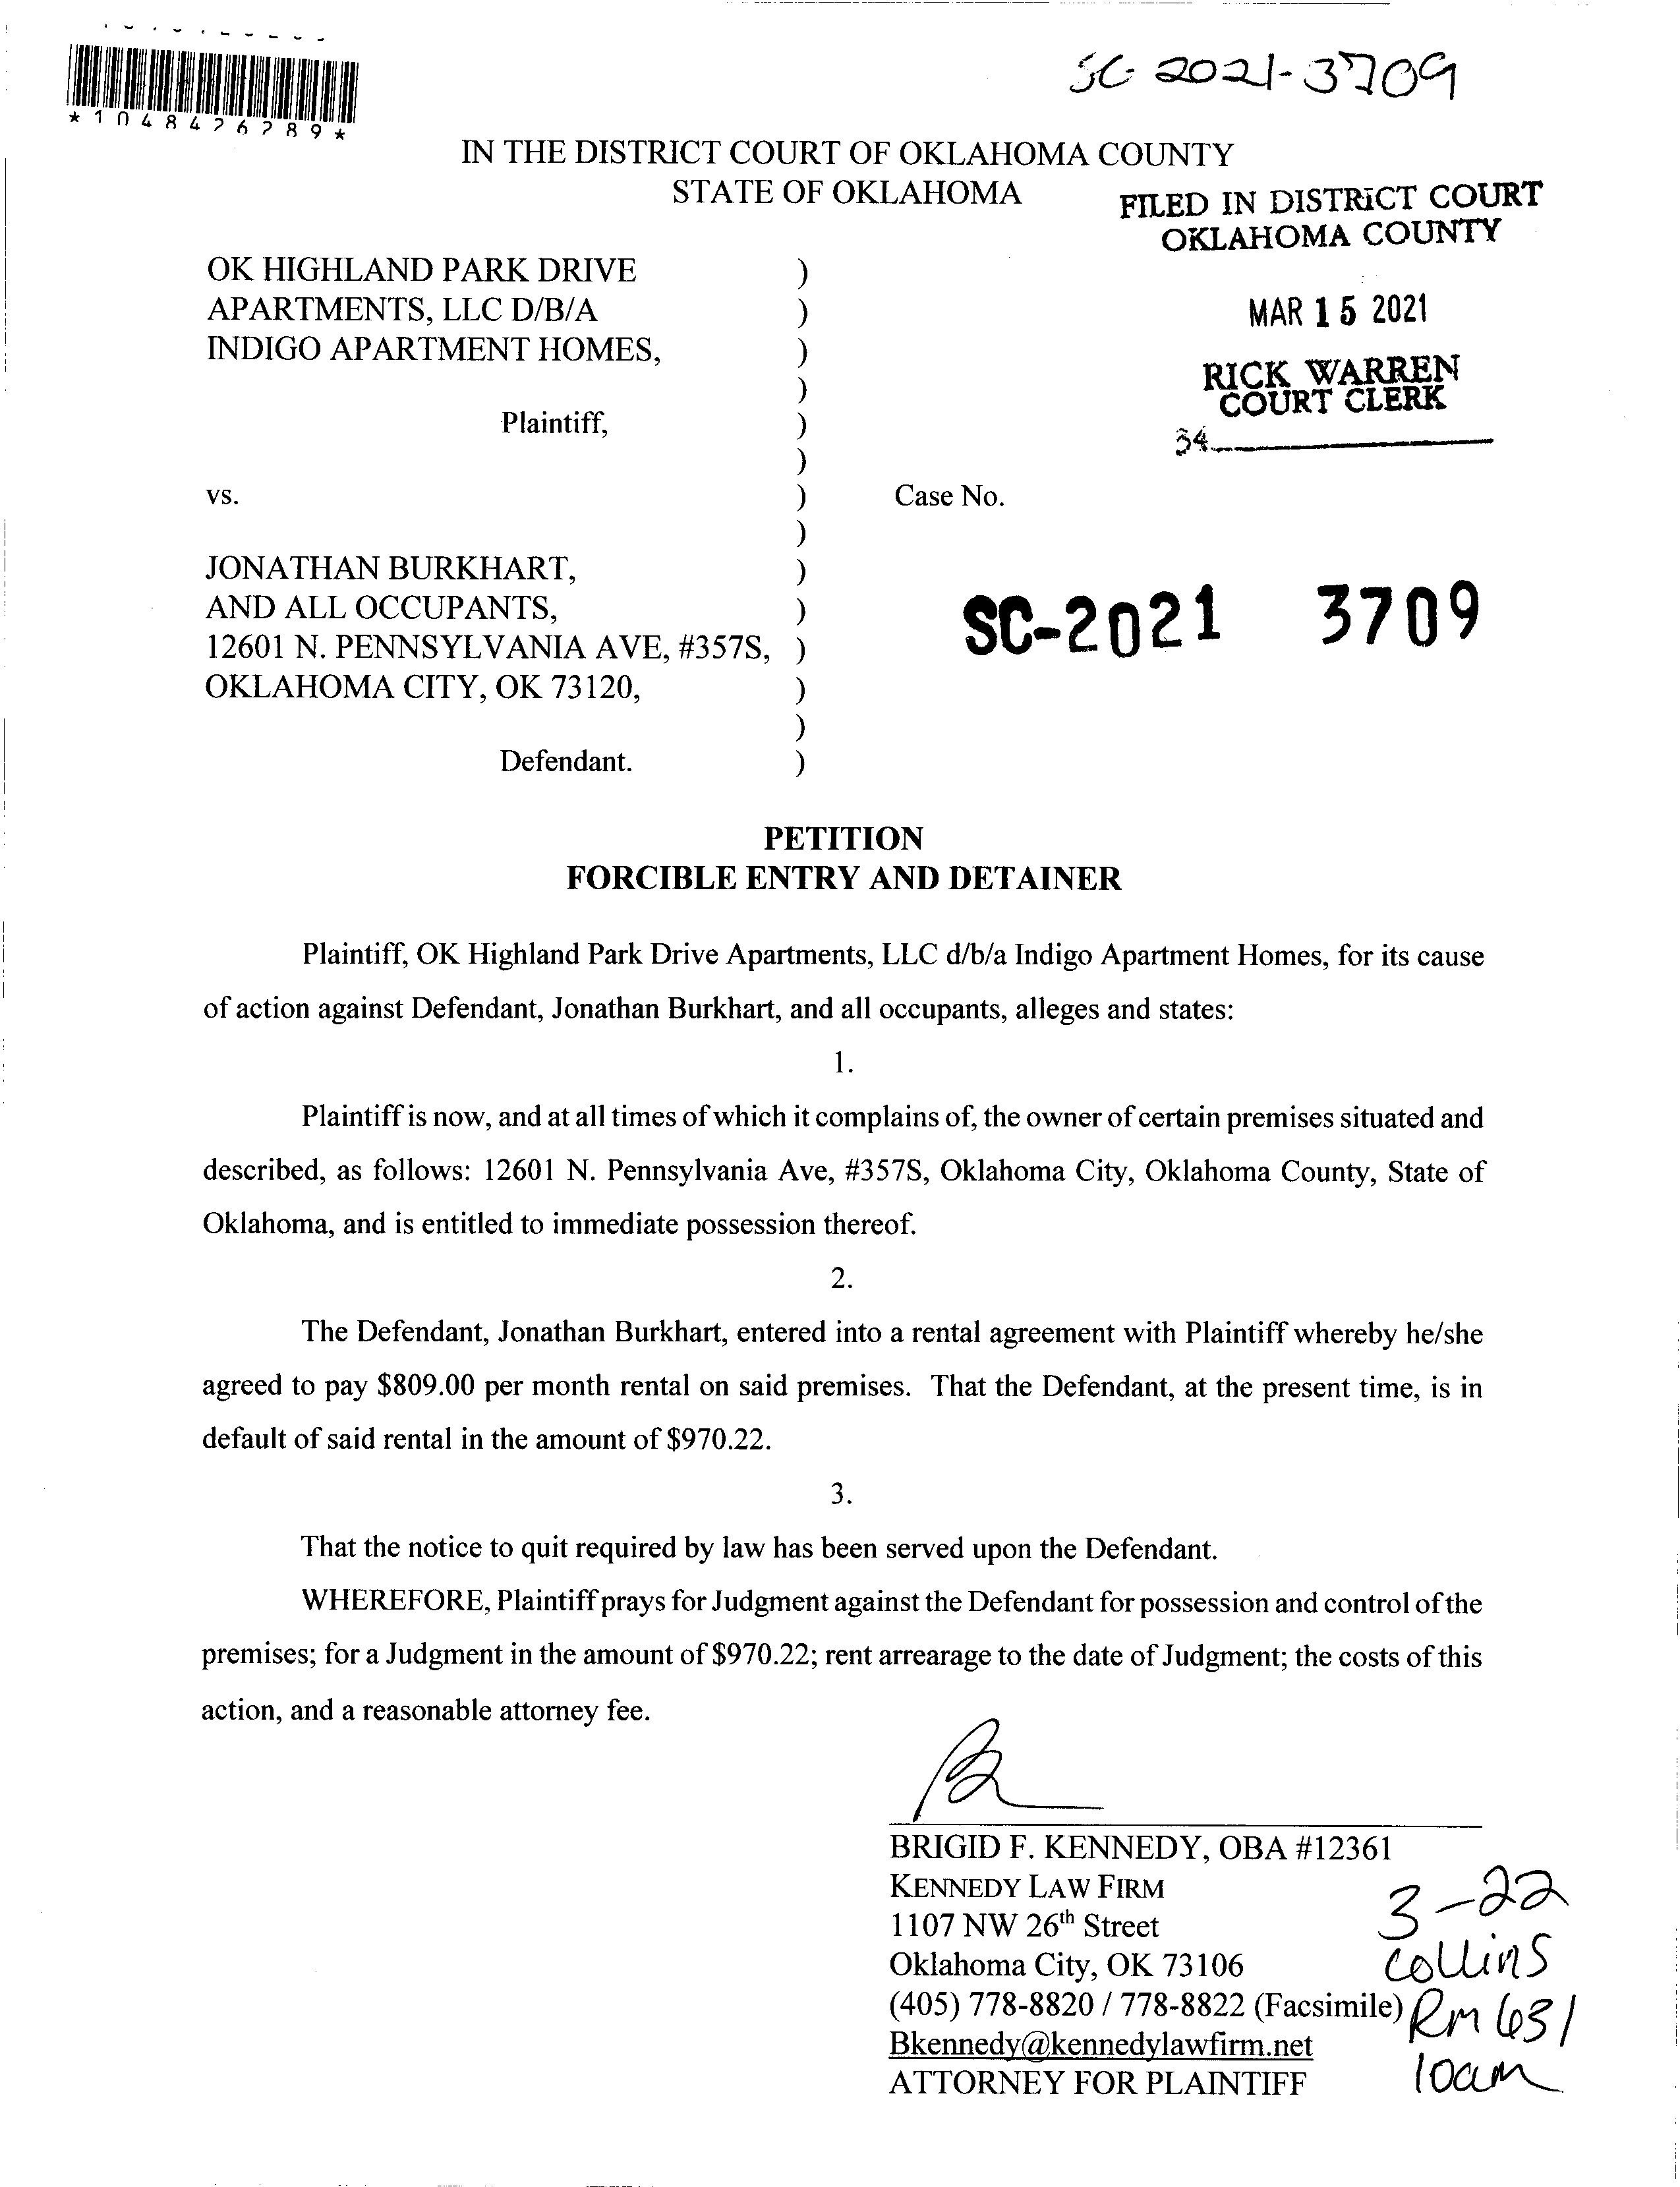 SC-2021-3709
*1048426289*
IN THE DISTRICT COURT OF OKLAHOMA COUNTY
STATE OF OKLAHOMA
FILED IN DISTRICT COURT
OKLAHOMA COUNTY
MAR 15 2021
RICK WARREN
COURT CLERK
34
OK HIGHLAND PARK DRIVE )
APARTMENTS, LLC D/B/A )
INDIGO APARTMENT HOMES, )
)
Plaintiff, )
)
vs. ) Case No.
)
JONATHAN BURKHART, )
AND ALL OCCUPANTS, )
12601 N. PENNSYLVANIA AVE, #357S, )
OKLAHOMA CITY, OK 73120, )
)
Defendant. )
SC-2021 3709
PETITION
FORCIBLE ENTRY AND DETAINER
Plaintiff, OK Highland Park Drive Apartments, LLC d/b/a Indigo Apartment Homes, for its cause
of action against Defendant, Jonathan Burkhart, and all occupants, alleges and states:
1.
Plaintiff is now, and at all times of which it complains of, the owner of certain premises situated and
described, as follows: 12601 N. Pennsylvania Ave, #357S, Oklahoma City, Oklahoma County, State of
Oklahoma, and is entitled to immediate possession thereof.
2.
The Defendant, Jonathan Burkhart, entered into a rental agreement with Plaintiff whereby he/she
agreed to pay $809.00 per month rental on said premises. That the Defendant, at the present time, is in
default of said rental in the amount of $970.22.
3.
That the notice to quit required by law has been served upon the Defendant.
WHEREFORE, Plaintiff prays for Judgment against the Defendant for possession and control of the
premises; for a Judgment in the amount of $970.22; rent arrearage to the date of Judgment; the costs of this
action, and a reasonable attorney fee.
BRIGID F. KENNEDY, OBA #12361
KENNEDY LAW FIRM
1107 NW 26th Street
Oklahoma City, OK 73106
(405) 778-8820 / 778-8822 (Facsimile)
Bkennedy@kennedylawfirm.net
ATTORNEY FOR PLAINTIFF
3-22
Collins
Rm 631
10am